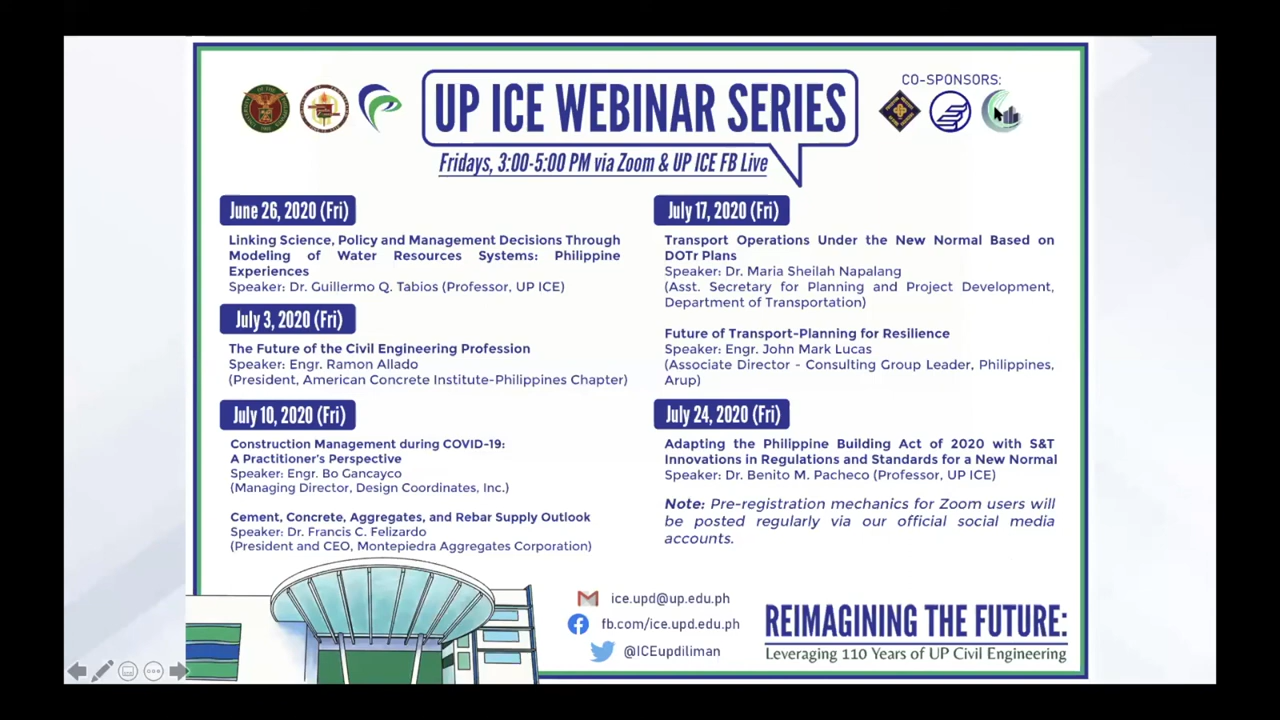 CO-SPONSORS:
UP ICE WEBINAR SERIES
Fridays, 3:00-5:00 PM via Zoom & UP ICE FB Live
June 26, 2020 (Fri)
Linking Science, Policy and Management Decisions Through
Modeling of Water Resources Systems: Philippine
Experiences
Speaker: Dr. Guillermo Q. Tabios (Professor, UP ICE)
July 3, 2020 (Fri)
The Future of the Civil Engineering Profession
Speaker: Engr. Ramon Allado
(President, American Concrete Institute-Philippines Chapter)
July 10, 2020 (Fri)
Construction Management during COVID-19:
A Practitioner's Perspective
Speaker: Engr. Bo Gancayco
(Managing Director, Design Coordinates, Inc.)
Cement, Concrete, Aggregates, and Rebar Supply Outlook
Speaker: Dr. Francis C. Felizardo
(President and CEO, Montepiedra Aggregates Corporation)
July 17, 2020 (Fri)
Transport Operations Under the New Normal Based on
DOTr Plans
Speaker: Dr. Maria Sheilah Napalang
(Asst. Secretary for Planning and Project Development,
Department of Transportation)
Future of Transport-Planning for Resilience
Speaker: Engr. John Mark Lucas
(Associate Director - Consulting Group Leader, Philippines,
Arup)
July 24, 2020 (Fri)
Adapting the Philippine Building Act of 2020 with S&T
Innovations in Regulations and Standards for a New Normal
Speaker: Dr. Benito M. Pacheco (Professor, UP ICE)
Note: Pre-registration mechanics for Zoom users will
be posted regularly via our official social media
accounts.
ice.upd@up.edu.ph
fb.com/ice.upd.edu.ph
@ICEupdiliman
REIMAGINING THE FUTURE:
Leveraging 110 Years of UP Civil Engineering